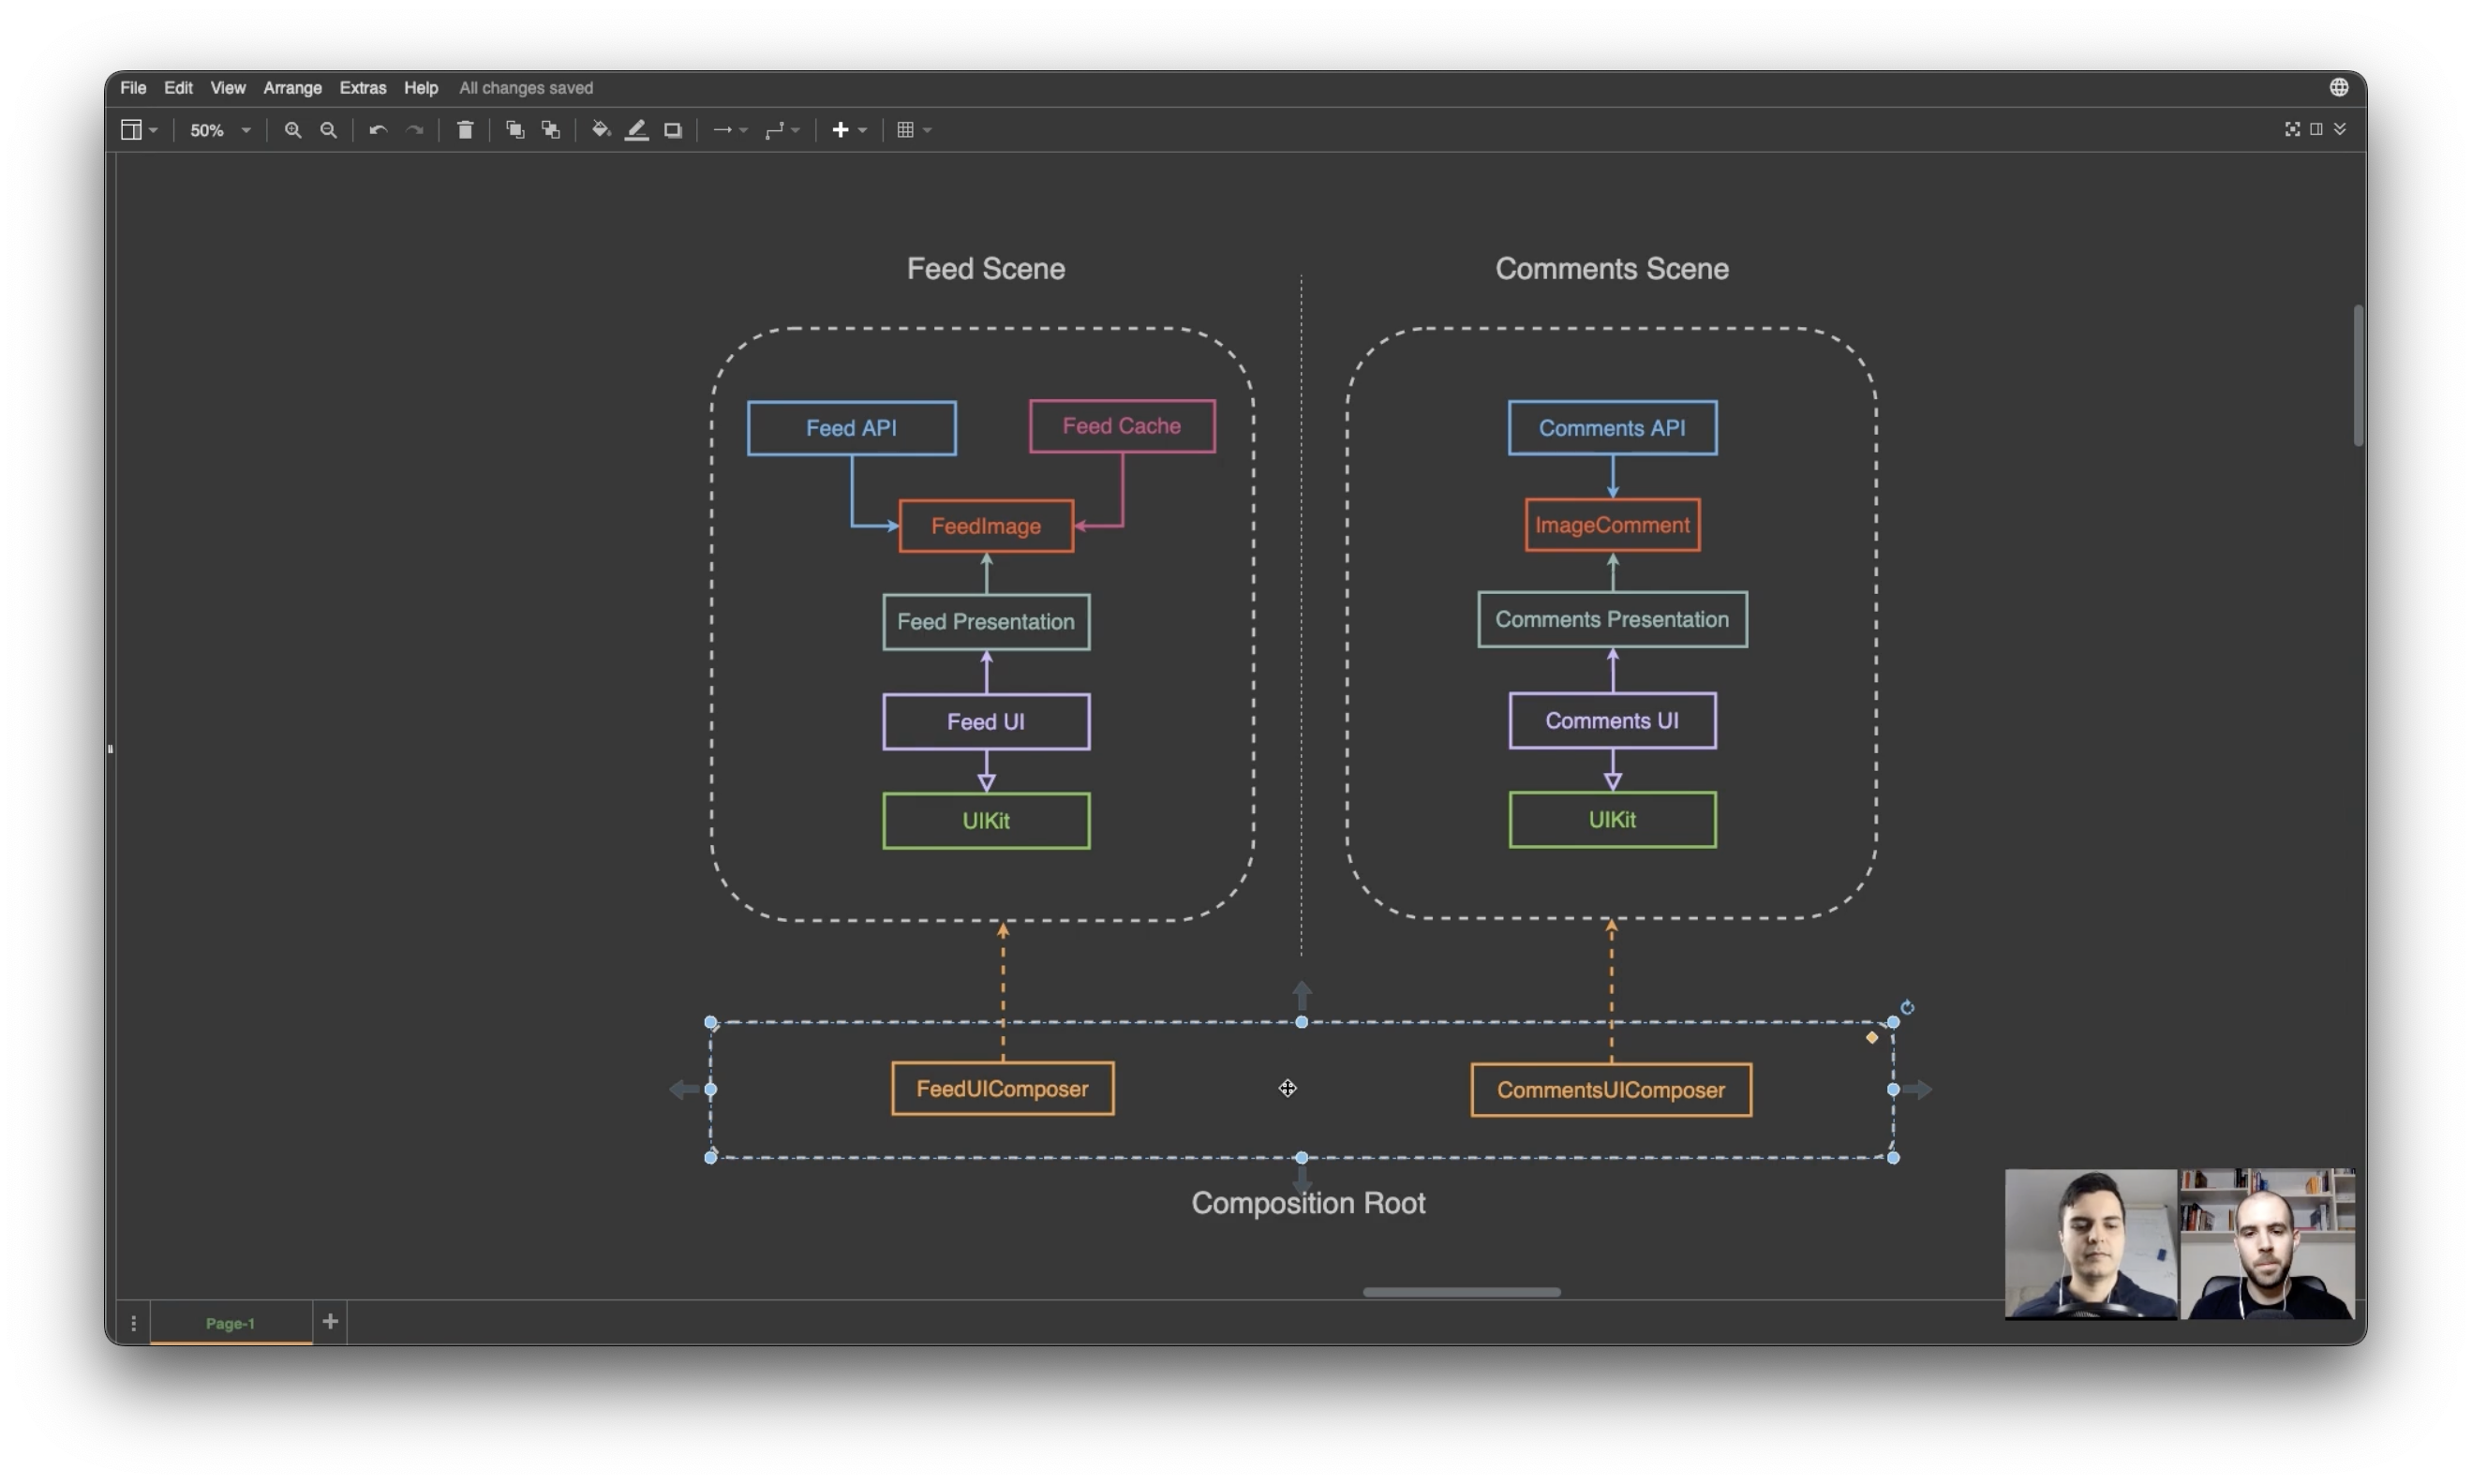 File Edit View Arrange Extras Help All changes saved
50%
Feed Scene
Comments Scene
Feed API
Feed Cache
Comments API
FeedImage
ImageComment
Feed Presentation
Comments Presentation
Feed UI
Comments UI
UIKit
UIKit
FeedUIComposer
CommentsUIComposer
Composition Root
Page-1